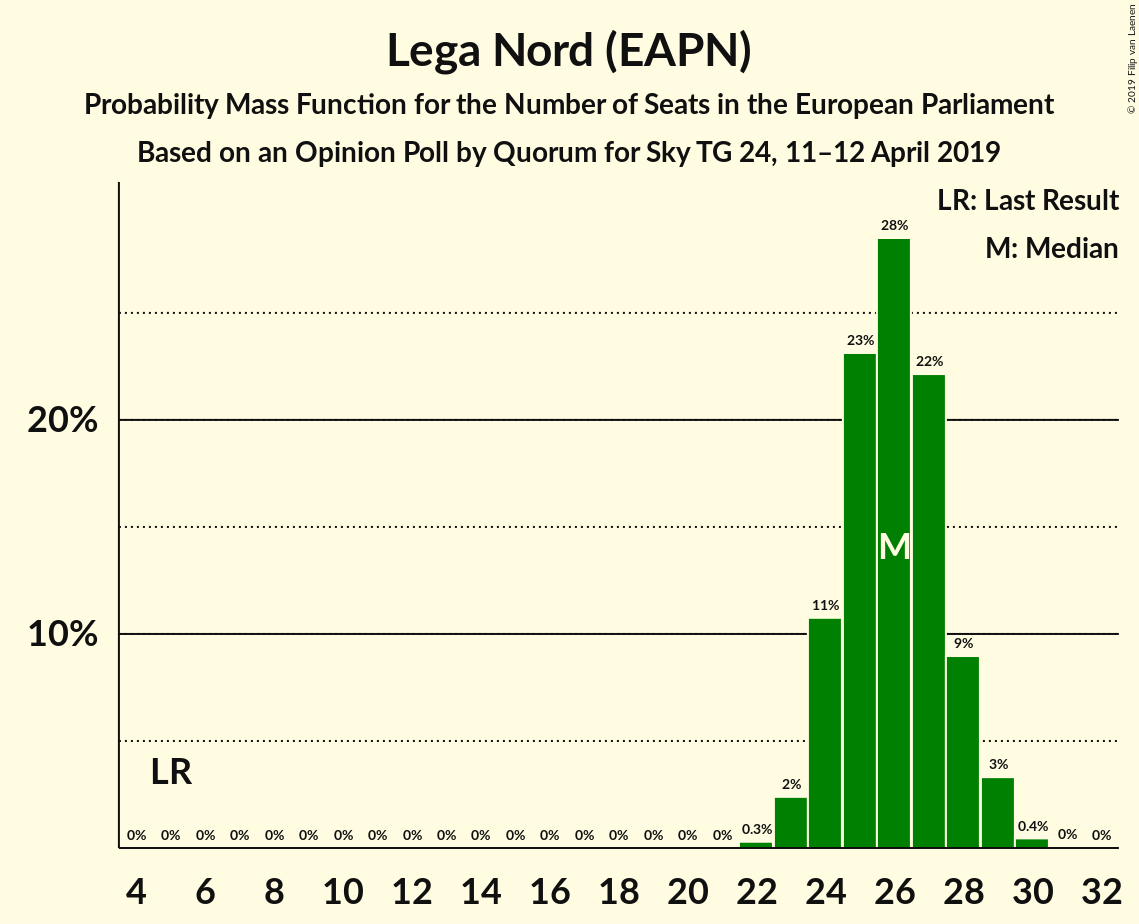 Lega Nord (EAPN)
Probability Mass Function for the Number of Seats in the European Parliament
Based on an Opinion Poll by Quorum for Sky TG 24, 11–12 April 2019
© 2019 Filip van Laenen
LR: Last Result
M: Median
28%
23%
22%
20%
M
11%
10%
9%
LR
3%
2%
0% 0% 0% 0% 0% 0% 0% 0% 0% 0% 0% 0% 0% 0% 0% 0% 0% 0% 0.3% 0.4% 0% 0%
4 6 8 10 12 14 16 18 20 22 24 26 28 30 32